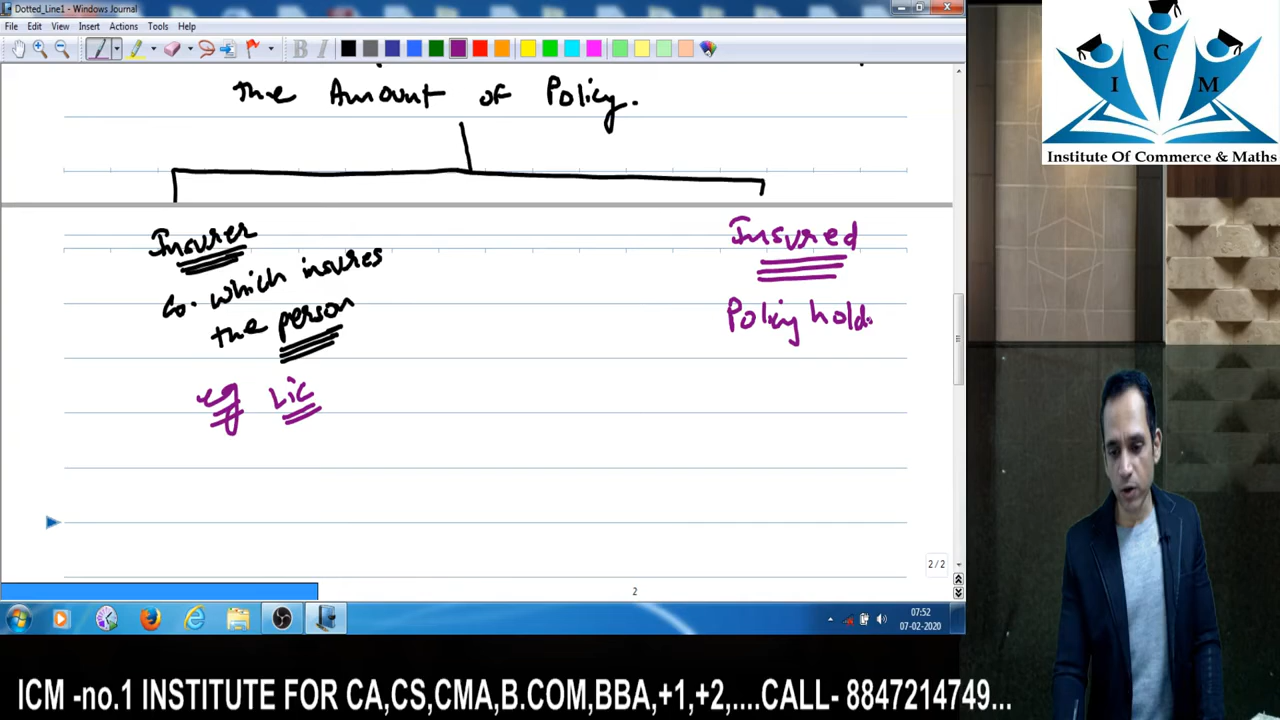 Dotted_Line1 - Windows Journal
File Edit View Insert Actions Tools Help
the Amount of Policy.
Insurer
Co. which insures
the person
eg Lic
Insured
Policy hold
2/2
2
07:52
07-02-2020
I C M
Institute Of Commerce & Maths
ICM -no.1 INSTITUTE FOR CA,CS,CMA,B.COM,BBA,+1,+2,....CALL- 8847214749...